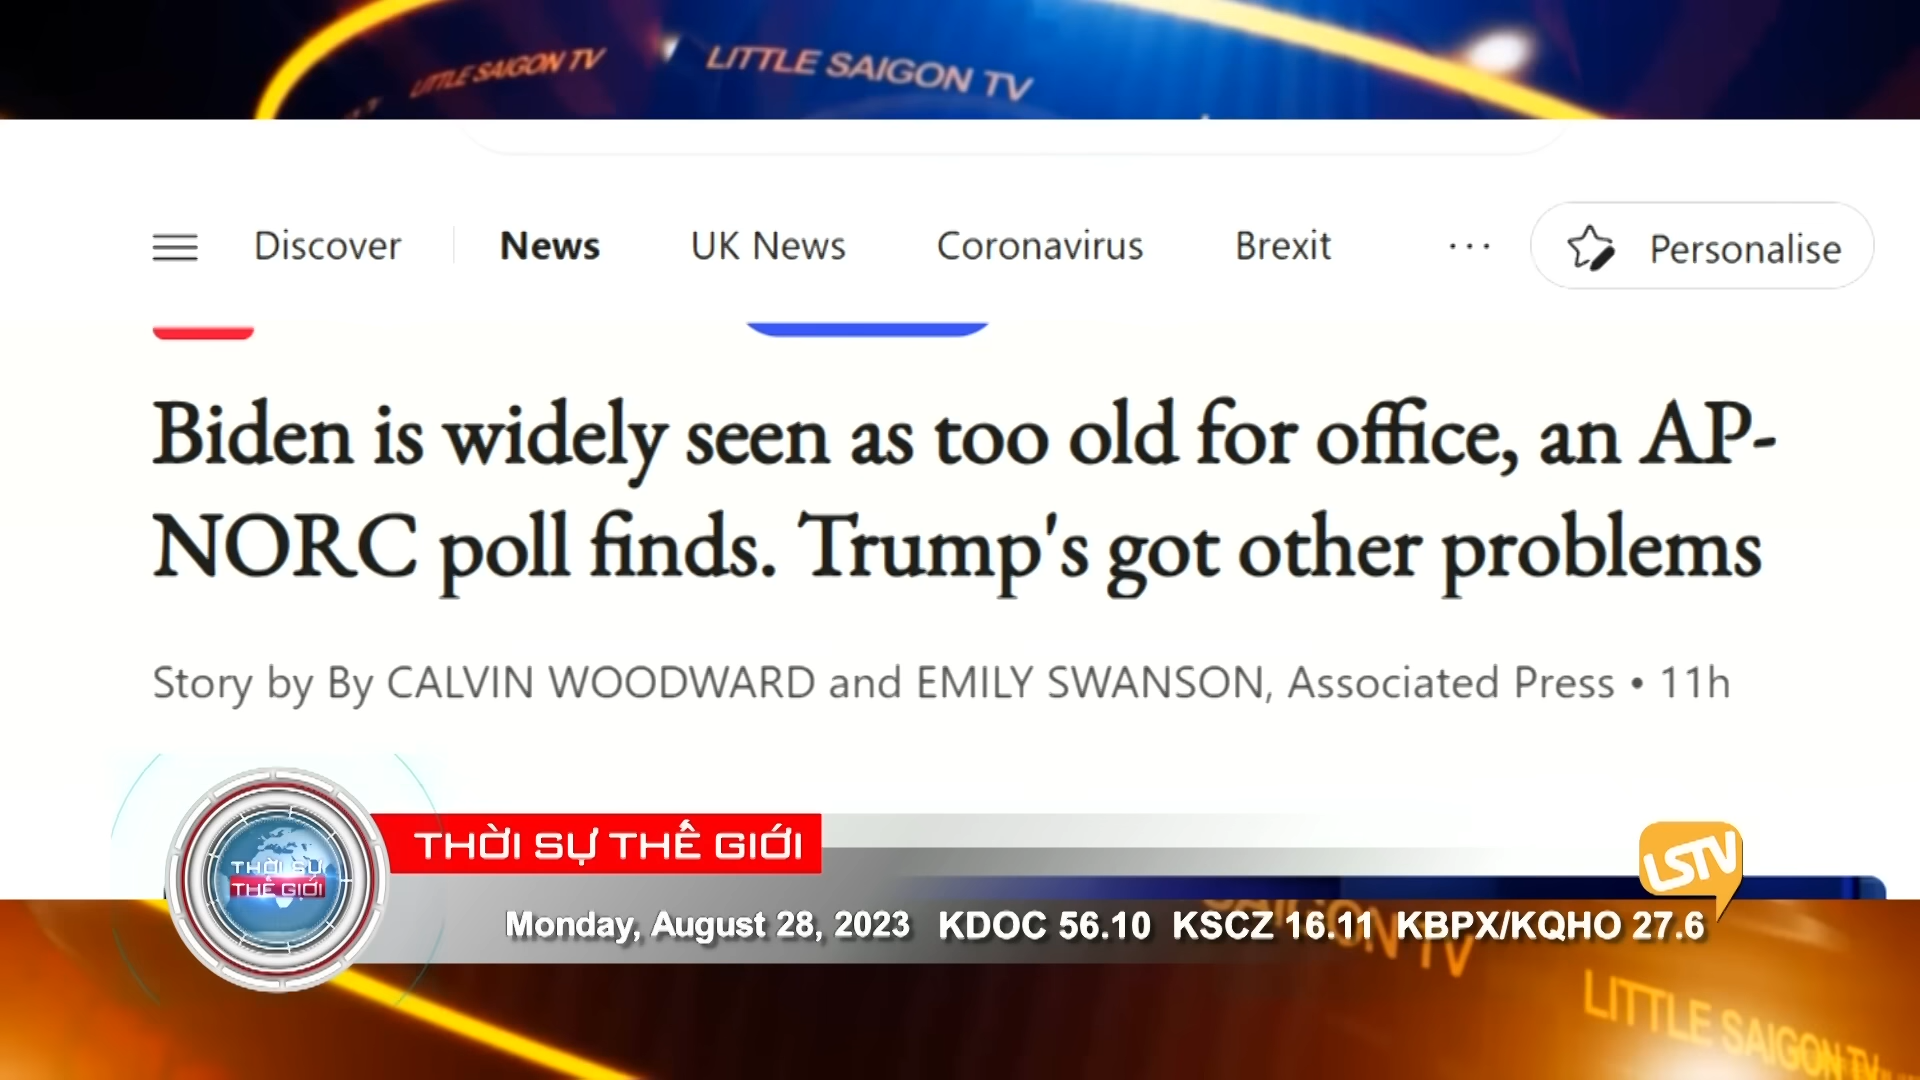 LITTLE SAIGON TV
LITTLE SAIGON TV
Discover
News
UK News
Coronavirus
Brexit
...
Personalise
Biden is widely seen as too old for office, an AP-
NORC poll finds. Trump's got other problems
Story by By CALVIN WOODWARD and EMILY SWANSON, Associated Press • 11h
THỜI SỰ THẾ GIỚI
THỜI SỰ
THẾ GIỚI
LSTV
Monday, August 28, 2023 KDOC 56.10 KSCZ 16.11 KBPX/KQHO 27.6
SAIGON TV
LITTLE SAIGON TV